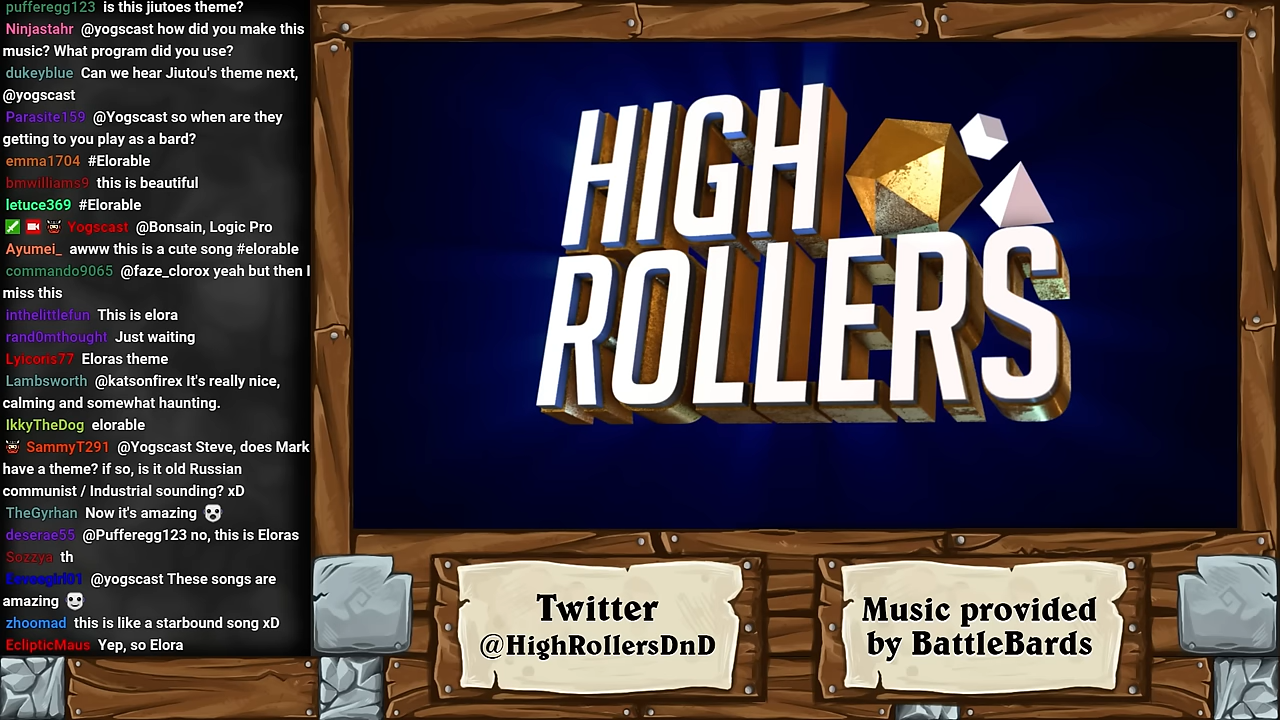 pufferegg123 is this jiutoes theme?
Ninjastahr @yogscast how did you make this
music? What program did you use?
dukeyblue Can we hear Jiutou's theme next,
@yogscast
Parasite159 @Yogscast so when are they
getting to you play as a bard?
emma1704 #Elorable
bmwilliams9 this is beautiful
letuce369 #Elorable
Yogscast @Bonsain, Logic Pro
Ayumei_ awww this is a cute song #elorable
commando9065 @faze_clorox yeah but then I
miss this
inthelittlefun This is elora
rand0mthought Just waiting
Lyicoris77 Eloras theme
Lambsworth @katsonfirex It's really nice,
calming and somewhat haunting.
IkkyTheDog elorable
SammyT291 @Yogscast Steve, does Mark
have a theme? if so, is it old Russian
communist / Industrial sounding? xD
TheGyrhan Now it's amazing
deserae55 @Pufferegg123 no, this is Eloras
Sozzya th
Eeveegirl01 @yogscast These songs are
amazing
zhoomad this is like a starbound song xD
EclipticMaus Yep, so Elora
HIGH
ROLLERS
Twitter
@HighRollersDnD
Music provided
by BattleBards